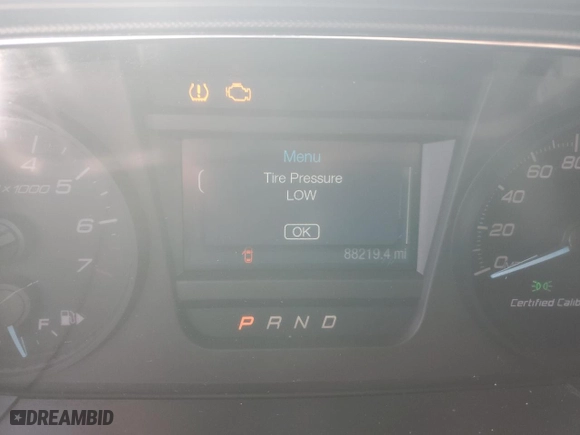 Menu
Tire Pressure
LOW
OK
88219.4 mi
P R N D
4
5
6
7
X1000
F
0
20
40
60
80
Certified Calib
DREAMBID